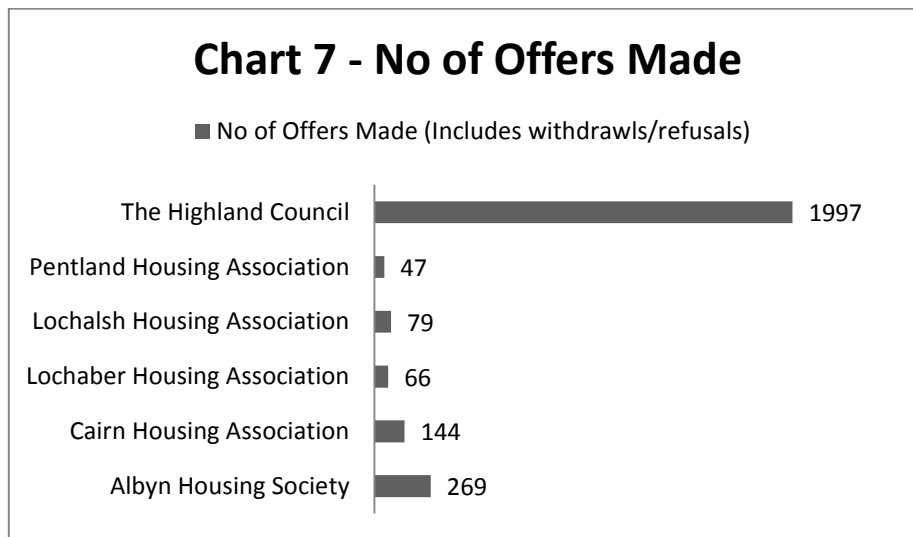 Chart 7 - No of Offers Made
No of Offers Made (Includes withdrawls/refusals)
The Highland Council 1997
Pentland Housing Association 47
Lochalsh Housing Association 79
Lochaber Housing Association 66
Cairn Housing Association 144
Albyn Housing Society 269